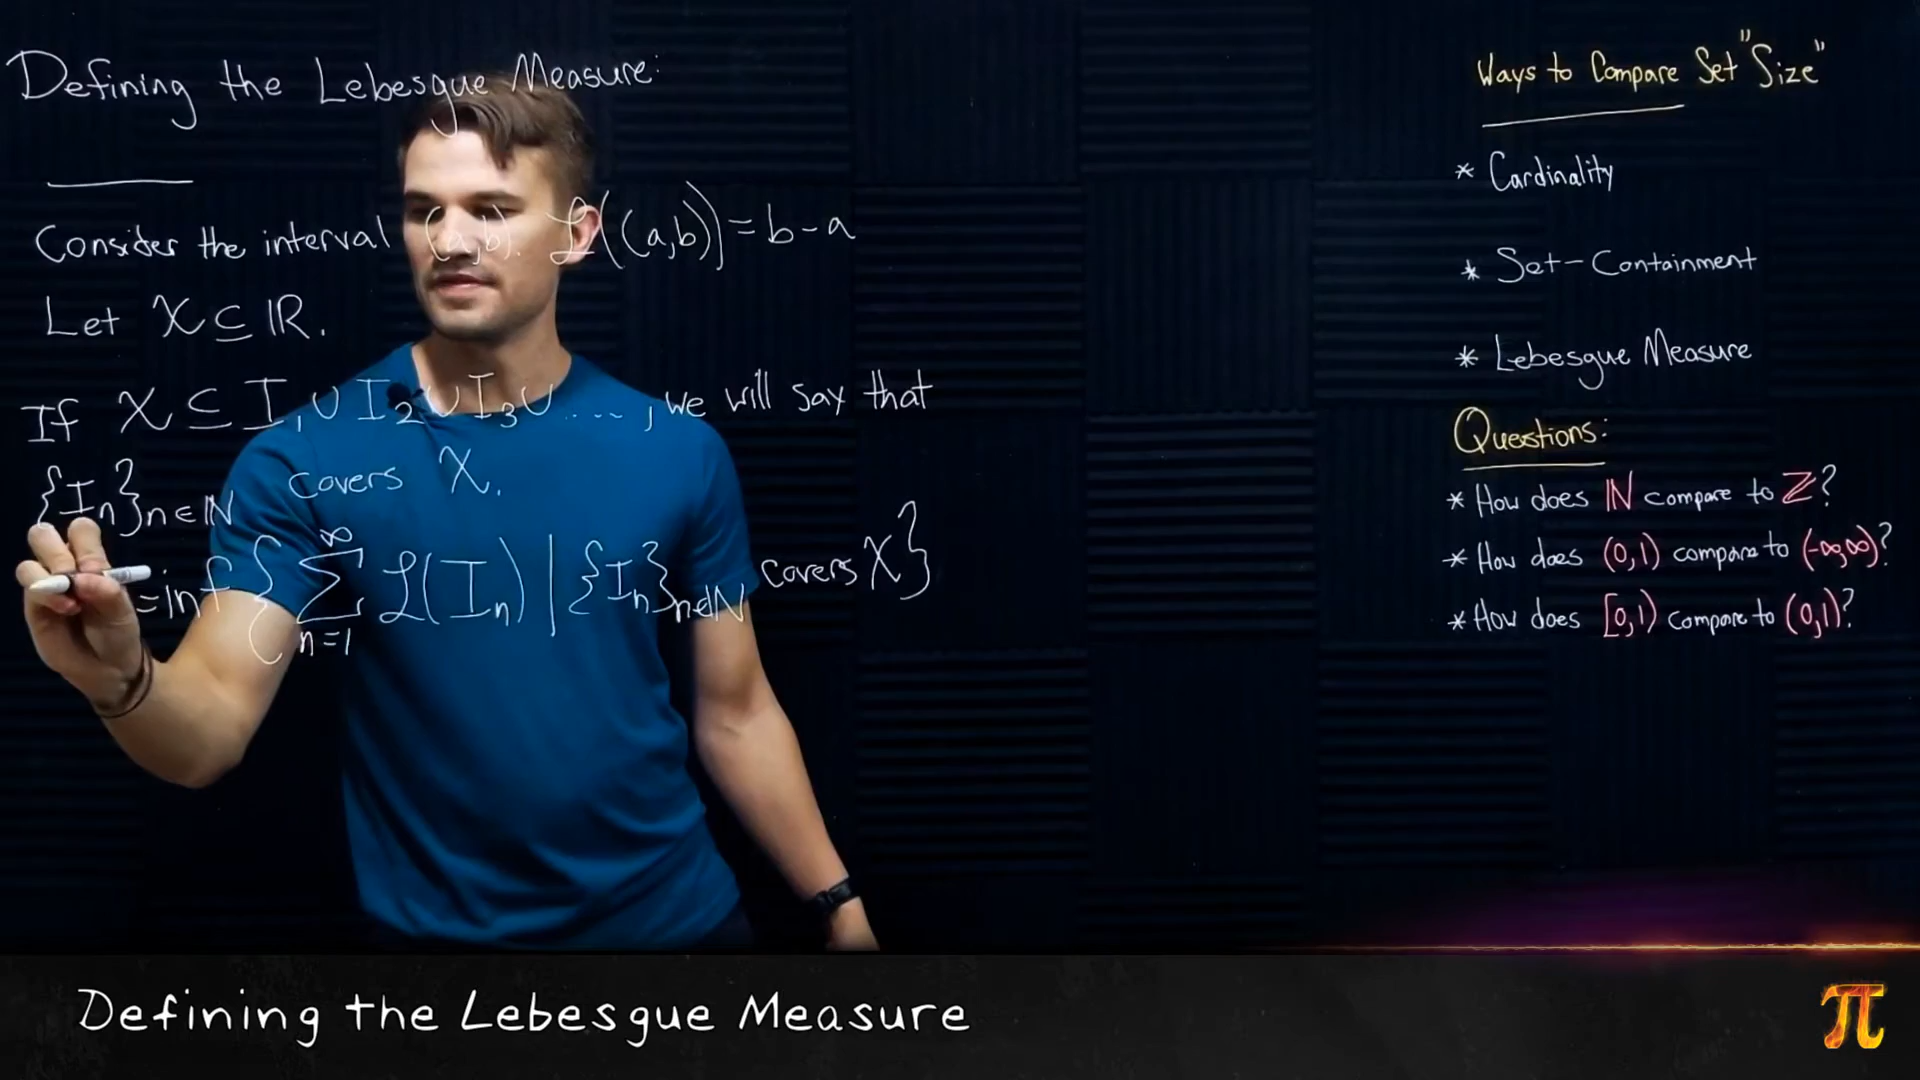 Defining the Lebesgue Measure:
Consider the interval (a,b). ℒ((a,b)) = b-a
Let X ⊆ ℝ.
If X ⊆ I₁ ∪ I₂ ∪ I₃ ∪ ...., we will say that
{Iₙ}ₙ∈ℕ covers X.
=inf { ∑ₙ₌₁^∞ ℒ(Iₙ) | {Iₙ}ₙ∈ℕ covers X }
Ways to Compare Set "Size"
* Cardinality
* Set-Containment
* Lebesgue Measure
Questions:
* How does ℕ compare to ℤ?
* How does (0,1) compare to (-∞,∞)?
* How does [0,1) compare to (0,1)?
Defining the Lebesgue Measure
π